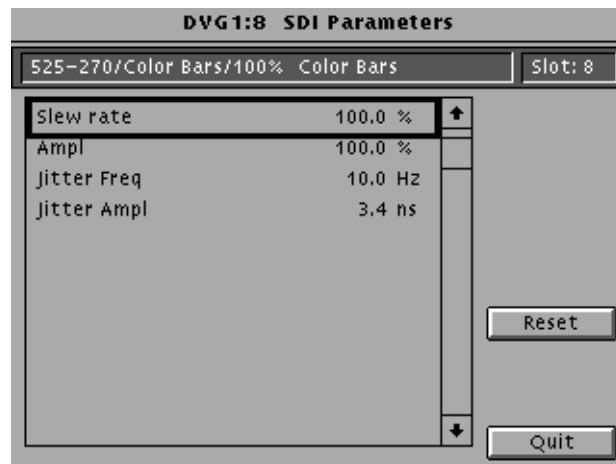 DVG1:8 SDI Parameters
525-270/Color Bars/100% Color Bars
Slot: 8
Slew rate 100.0 %
Ampl 100.0 %
Jitter Freq 10.0 Hz
Jitter Ampl 3.4 ns
Reset
Quit